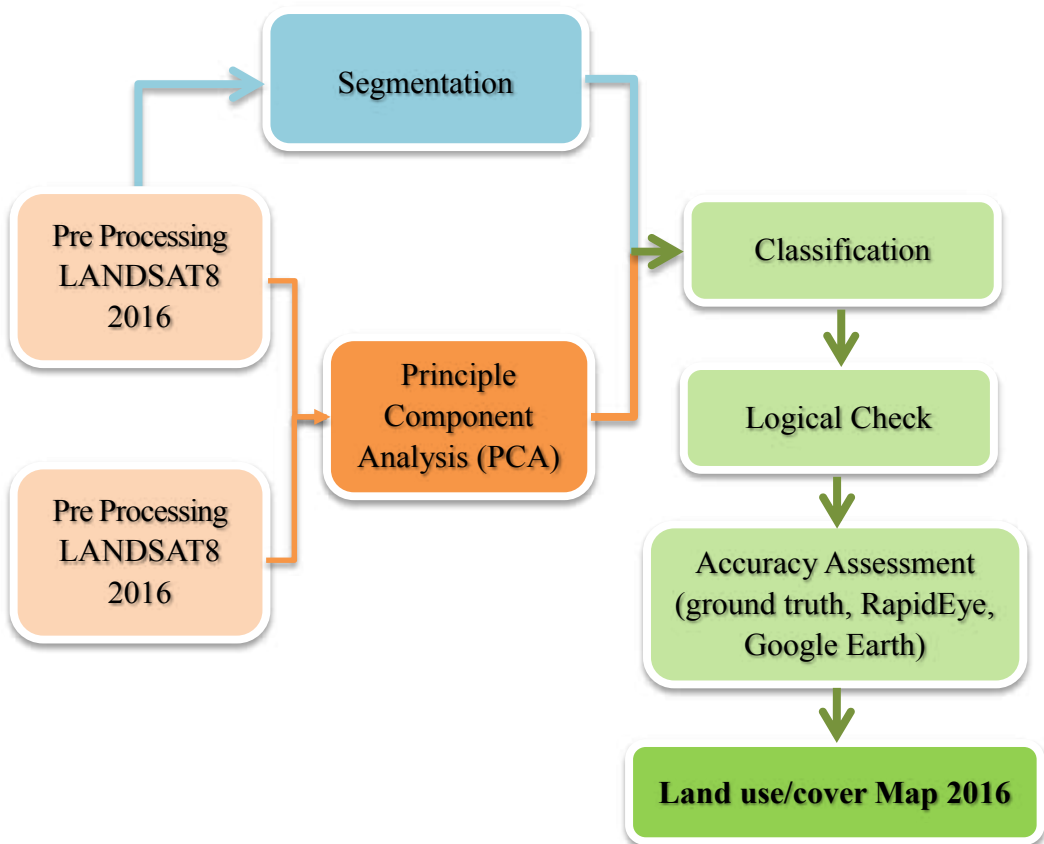 Segmentation
Pre Processing
LANDSAT8
2016
Classification
Principle
Component
Analysis (PCA)
Logical Check
Pre Processing
LANDSAT8
2016
Accuracy Assessment
(ground truth, RapidEye,
Google Earth)
Land use/cover Map 2016